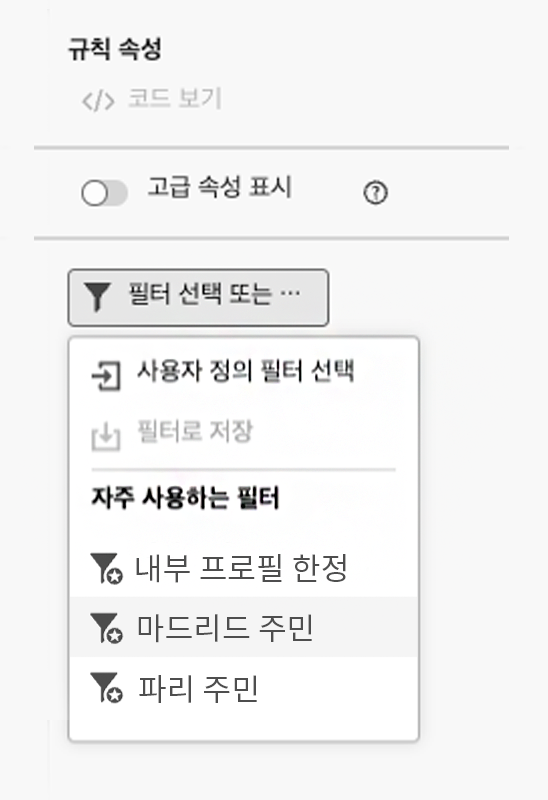 규칙 속성
</> 코드 보기
고급 속성 표시
필터 선택 또는 ⋯
사용자 정의 필터 선택
필터로 저장
자주 사용하는 필터
내부 프로필 한정
마드리드 주민
파리 주민